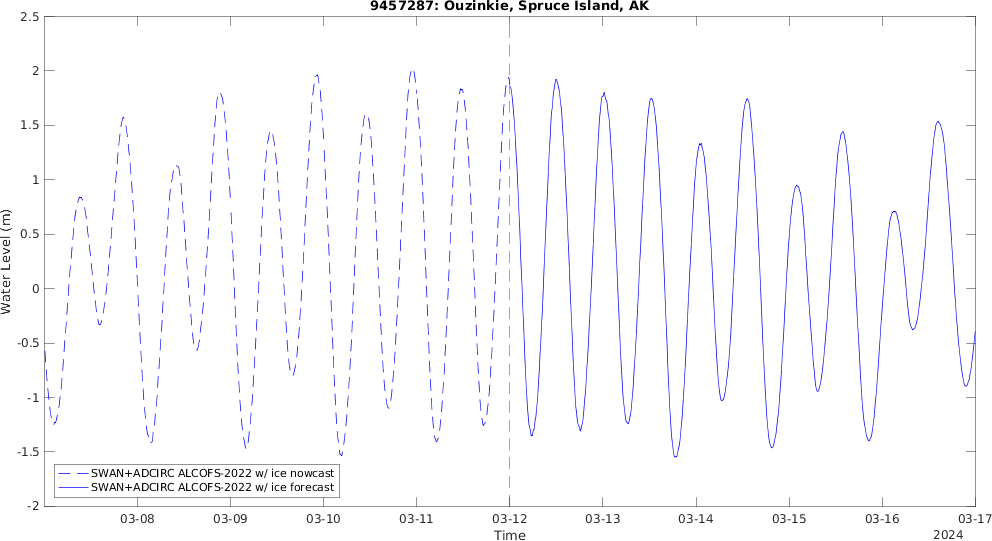 9457287: Ouzinkie, Spruce Island, AK
2.5
2
1.5
1
0.5
0
-0.5
-1
-1.5
-2
Water Level (m)
SWAN+ADCIRC ALCOFS-2022 w/ ice nowcast
SWAN+ADCIRC ALCOFS-2022 w/ ice forecast
03-08 03-09 03-10 03-11 03-12 03-13 03-14 03-15 03-16 03-17
Time
2024